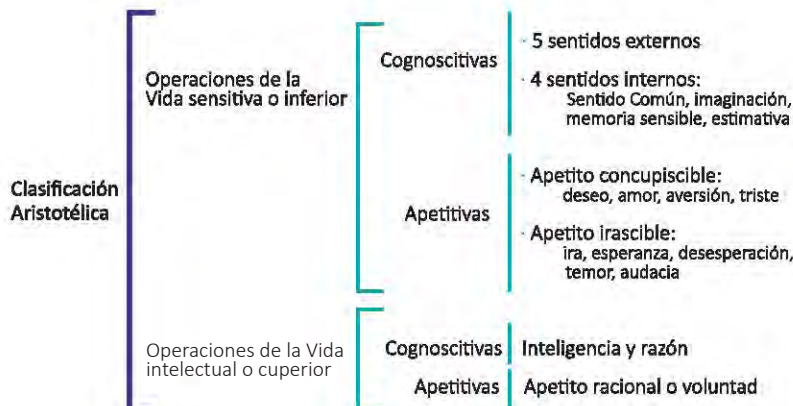 Clasificación
Aristotélica
Operaciones de la
Vida sensitiva o inferior
Cognoscitivas
· 5 sentidos externos
· 4 sentidos internos:
Sentido Común, imaginación,
memoria sensible, estimativa
Apetitivas
· Apetito concupiscible:
deseo, amor, aversión, triste
· Apetito irascible:
ira, esperanza, desesperación,
temor, audacia
Operaciones de la Vida
intelectual o cuperior
Cognoscitivas
Inteligencia y razón
Apetitivas
Apetito racional o voluntad